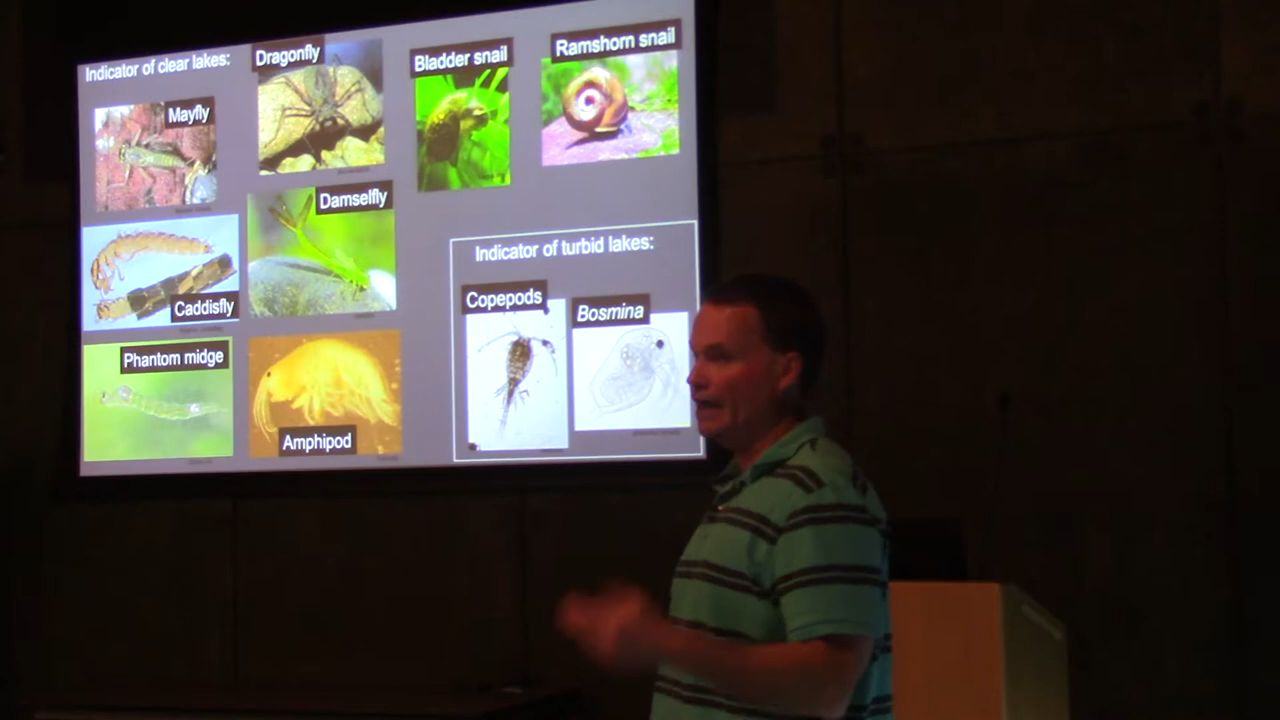 Indicator of clear lakes:
Dragonfly
Bladder snail
Ramshorn snail
Mayfly
Damselfly
Caddisfly
Indicator of turbid lakes:
Copepods
Bosmina
Phantom midge
Amphipod